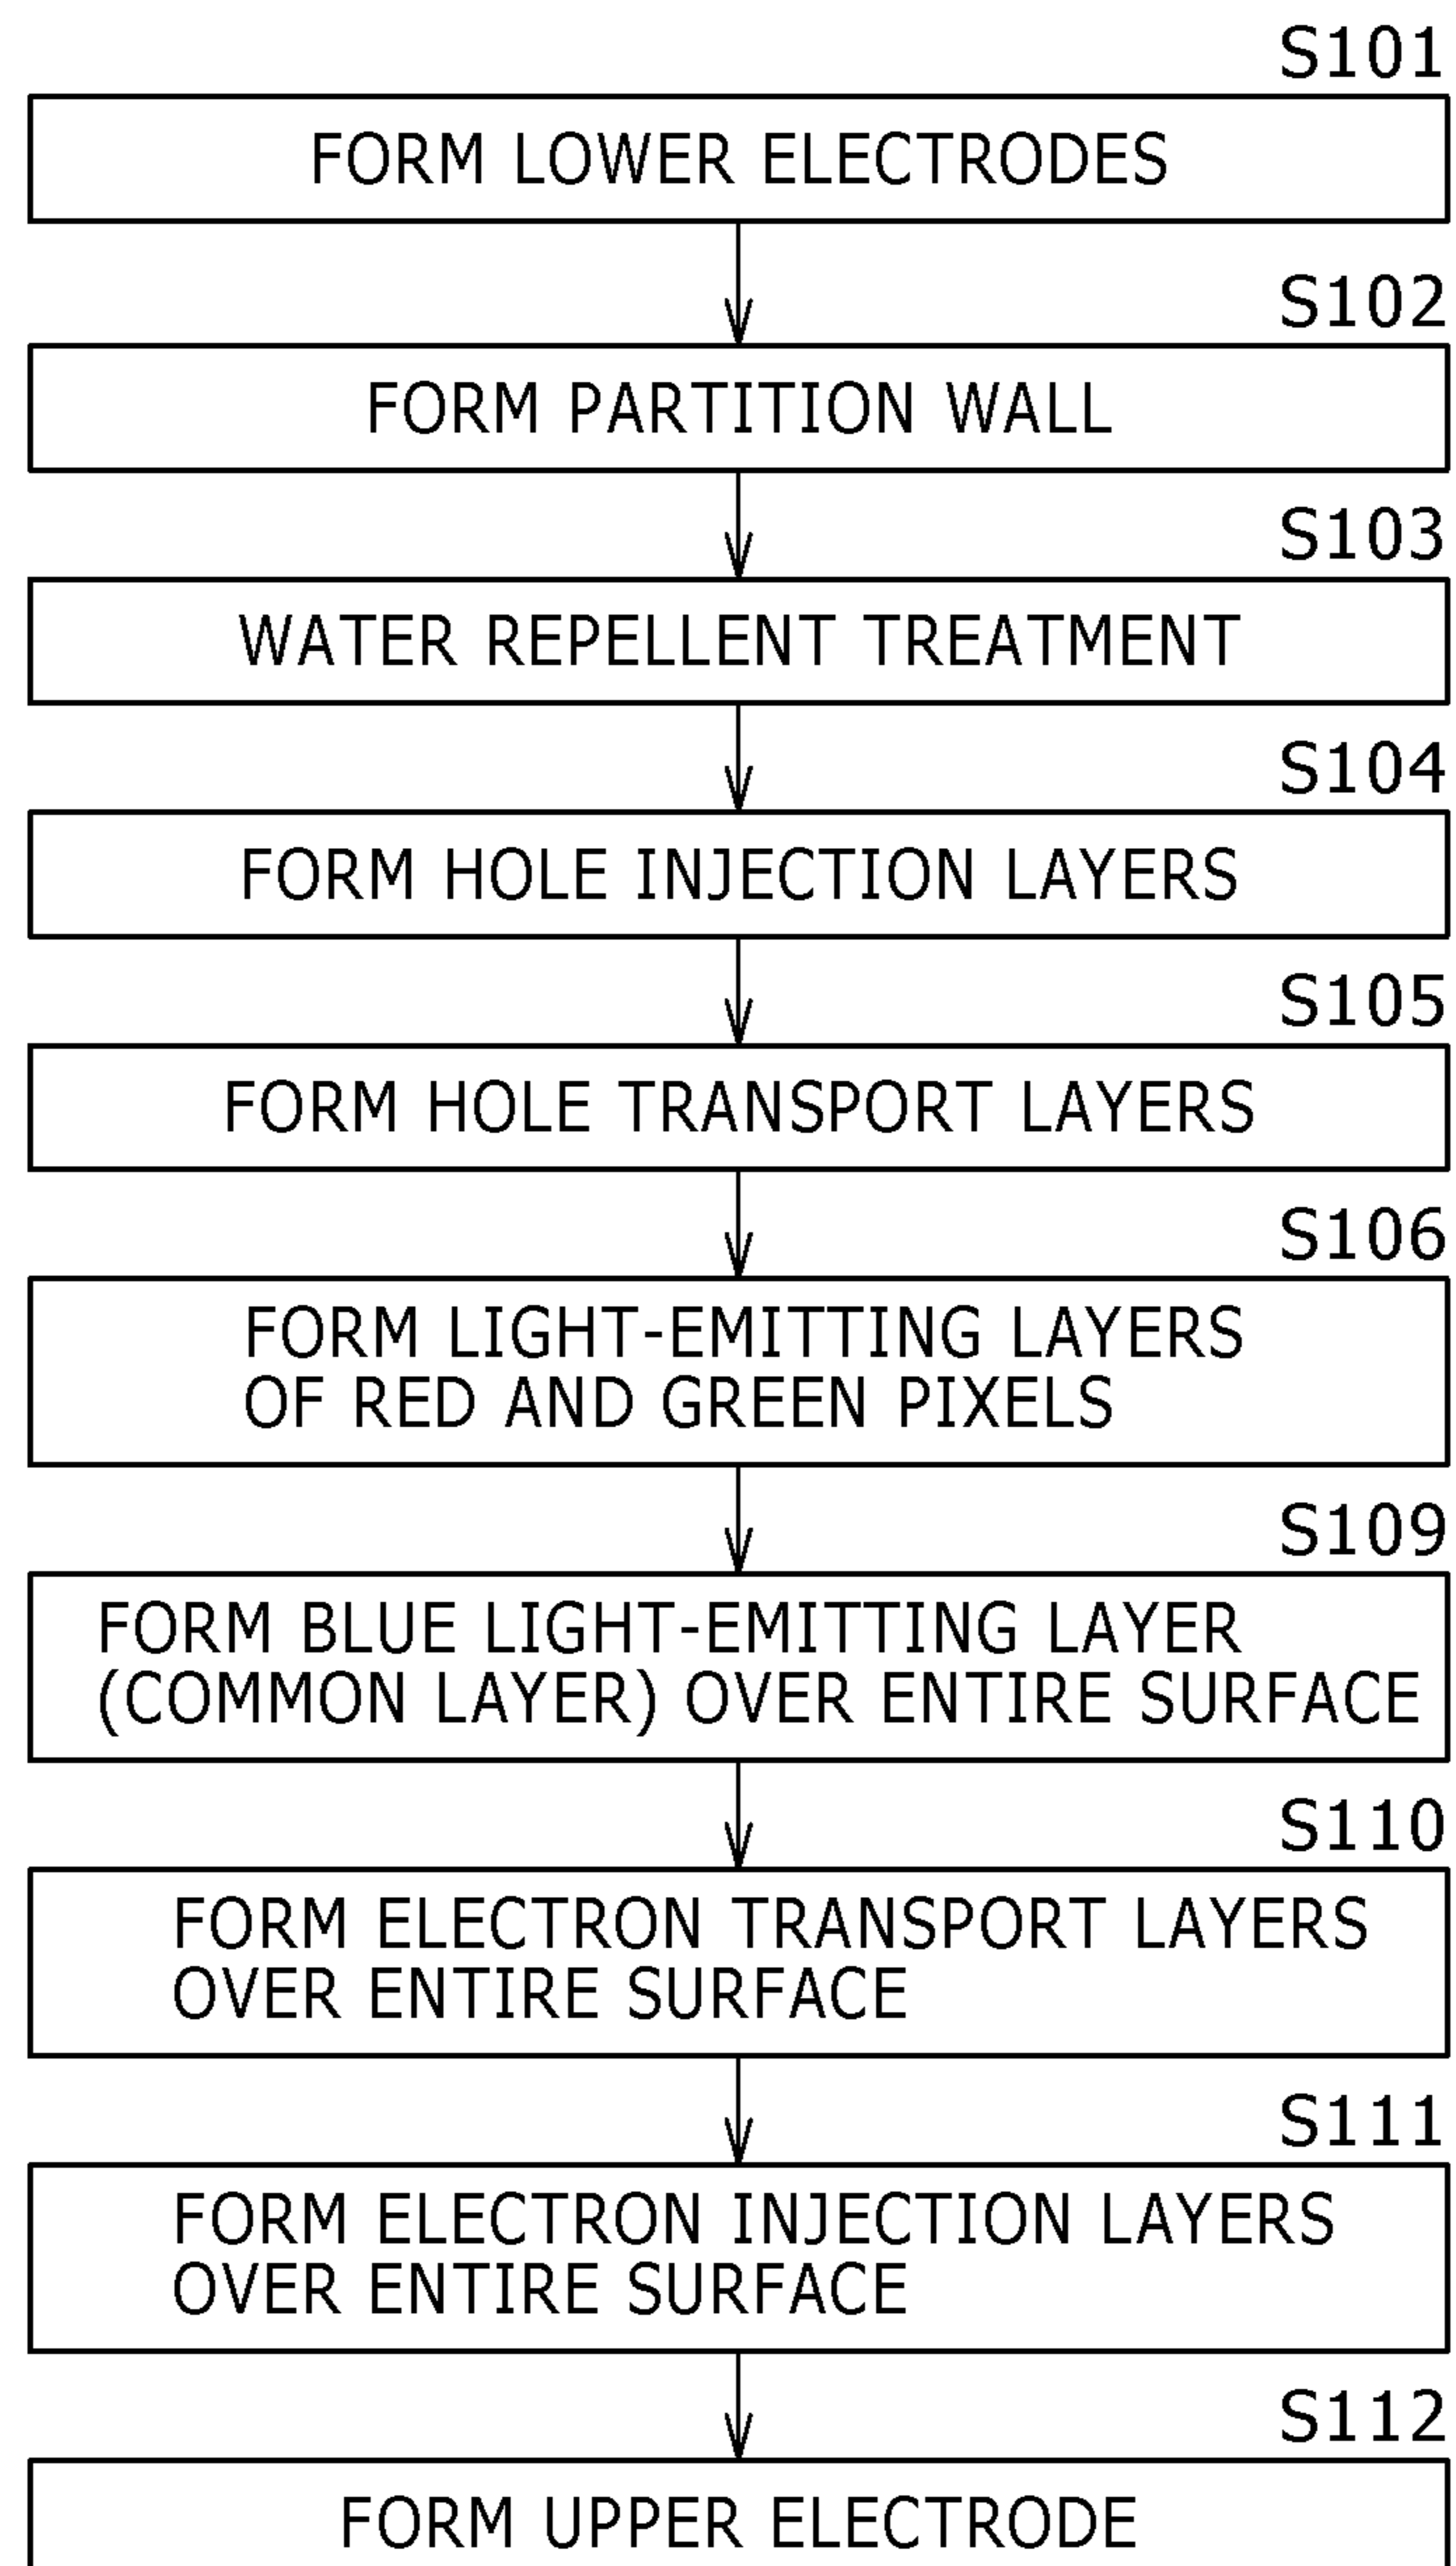 S101
FORM LOWER ELECTRODES
S102
FORM PARTITION WALL
S103
WATER REPELLENT TREATMENT
S104
FORM HOLE INJECTION LAYERS
S105
FORM HOLE TRANSPORT LAYERS
S106
FORM LIGHT-EMITTING LAYERS
OF RED AND GREEN PIXELS
S109
FORM BLUE LIGHT-EMITTING LAYER
(COMMON LAYER) OVER ENTIRE SURFACE
S110
FORM ELECTRON TRANSPORT LAYERS
OVER ENTIRE SURFACE
S111
FORM ELECTRON INJECTION LAYERS
OVER ENTIRE SURFACE
S112
FORM UPPER ELECTRODE